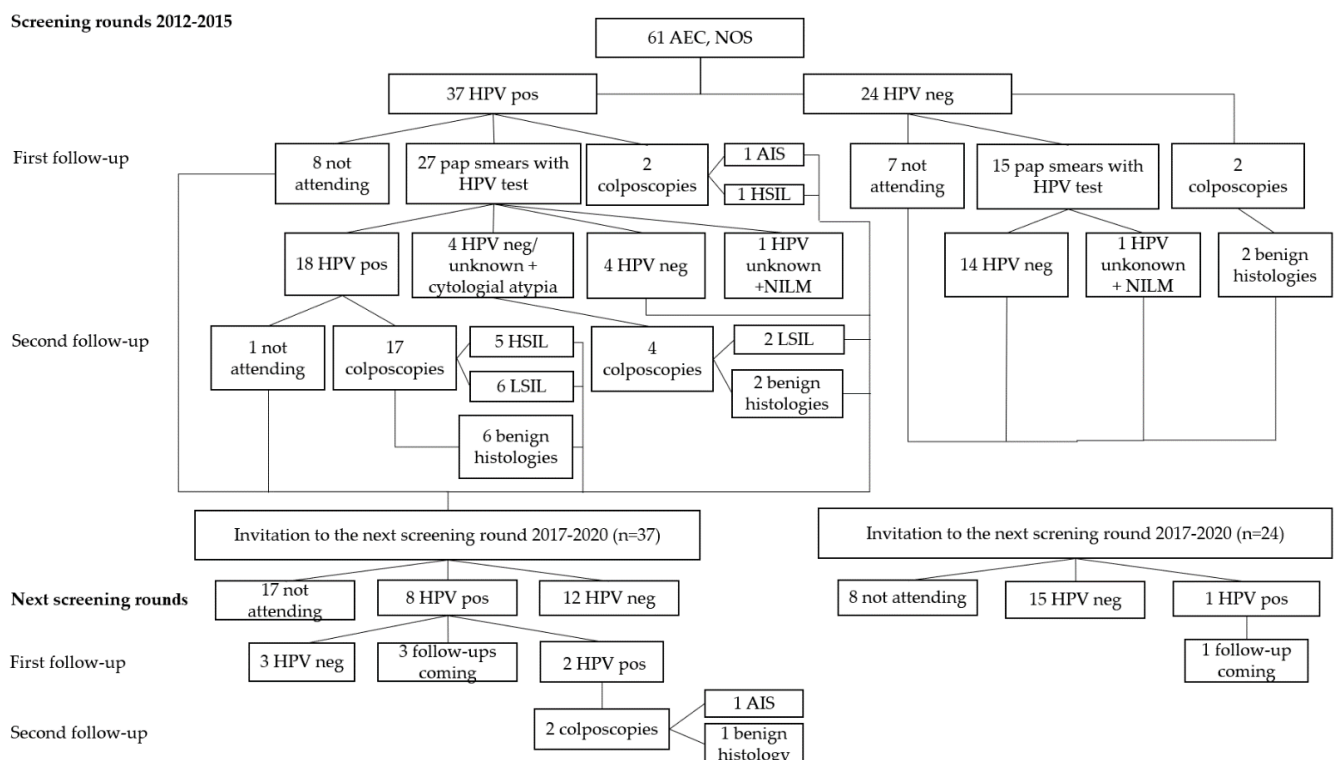 Screening rounds 2012-2015
61 AEC, NOS
37 HPV pos
24 HPV neg
First follow-up
8 not
attending
27 pap smears with
HPV test
2
colposcopies
1 AIS
1 HSIL
7 not
attending
15 pap smears with
HPV test
2
colposcopies
18 HPV pos
4 HPV neg/
unknown +
cytologial atypia
4 HPV neg
1 HPV
unknown
+NILM
14 HPV neg
1 HPV
unkonown
+ NILM
2 benign
histologies
Second follow-up
1 not
attending
17
colposcopies
5 HSIL
6 LSIL
6 benign
histologies
4
colposcopies
2 LSIL
2 benign
histologies
Invitation to the next screening round 2017-2020 (n=37)
Invitation to the next screening round 2017-2020 (n=24)
Next screening rounds
17 not
attending
8 HPV pos
12 HPV neg
8 not attending
15 HPV neg
1 HPV pos
First follow-up
3 HPV neg
3 follow-ups
coming
2 HPV pos
1 follow-up
coming
Second follow-up
2 colposcopies
1 AIS
1 benign
histology